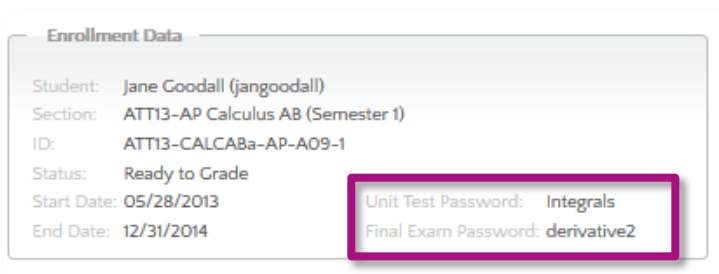 Enrollment Data
Student: Jane Goodall (jangoodall)
Section: ATT13-AP Calculus AB (Semester 1)
ID: ATT13-CALCABa-AP-A09-1
Status: Ready to Grade
Start Date: 05/28/2013 Unit Test Password: Integrals
End Date: 12/31/2014 Final Exam Password: derivative2